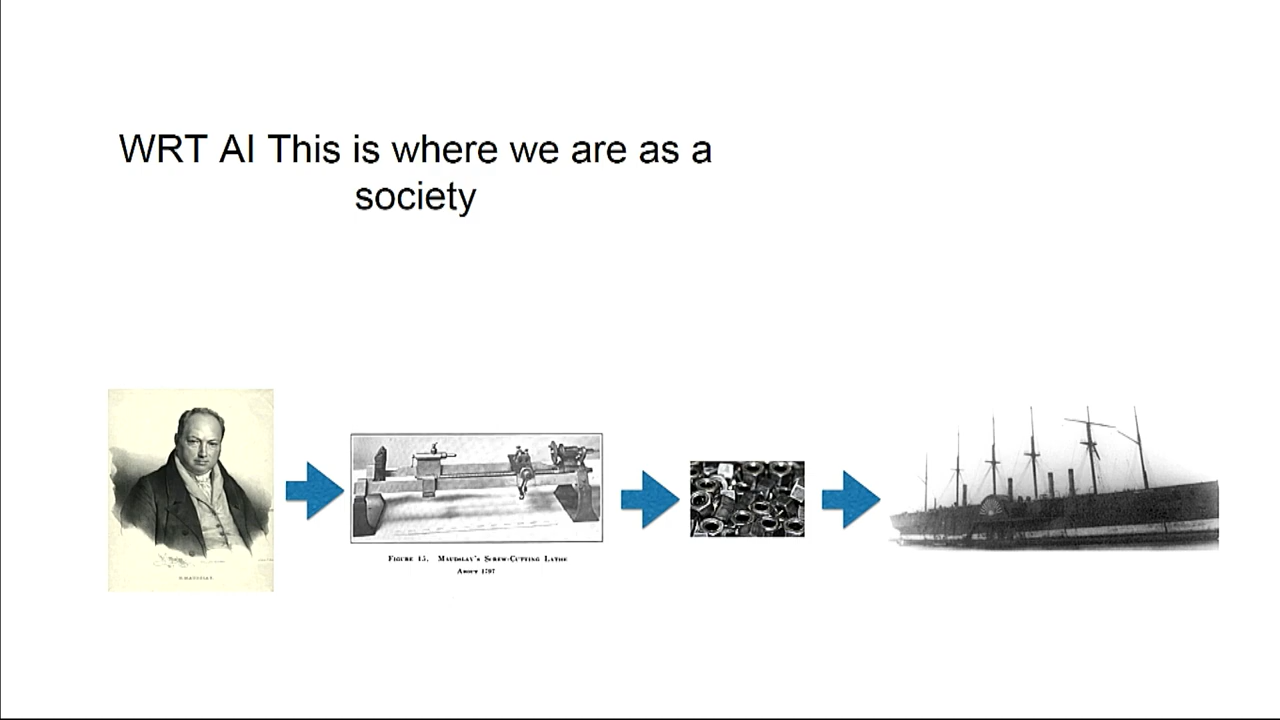 WRT AI This is where we are as a
society
FIGURE 15. MAUDSLAY'S SCREW-CUTTING LATHE
ABOUT 1797